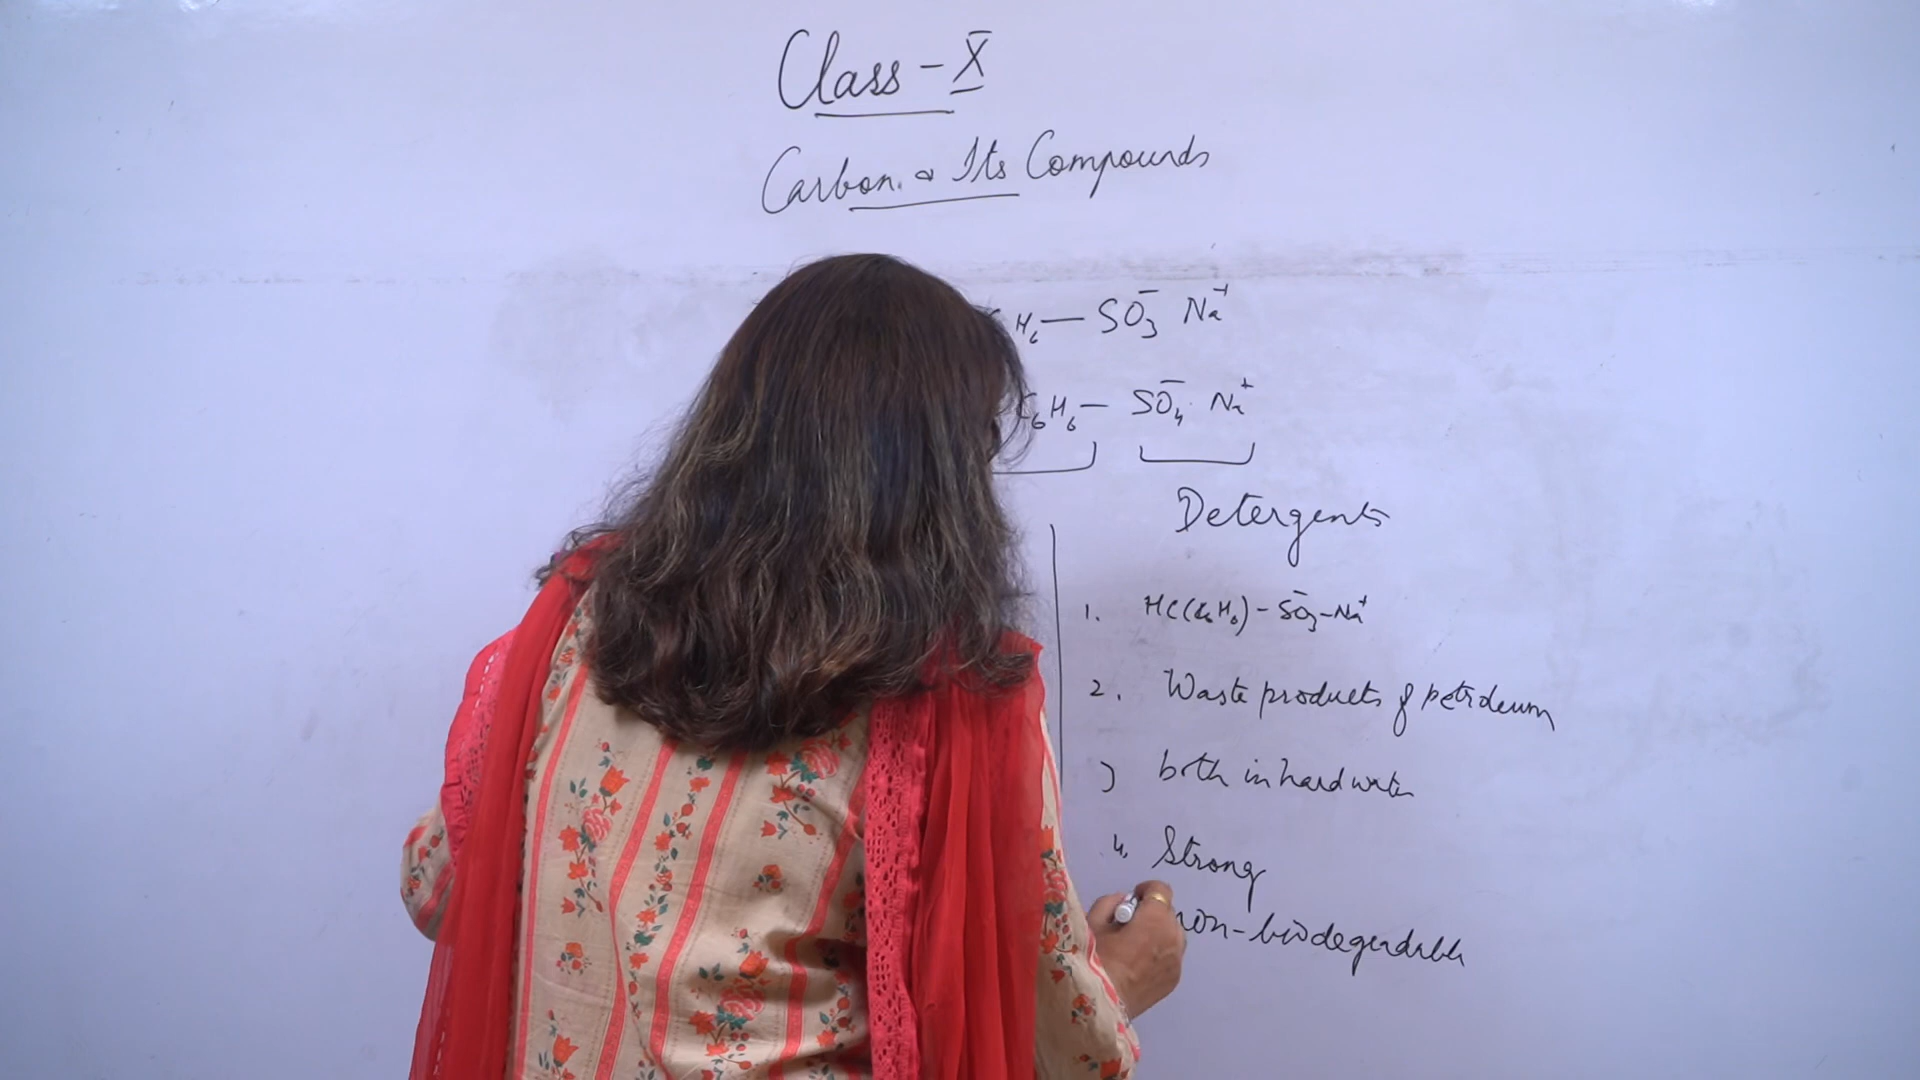 Class - X
Carbon & Its Compounds
H₆ — SO₃⁻ Na⁺
C₆H₆ — SO₄⁻ Na⁺
Detergents
1. HC(C₆H₆) - SO₃⁻ - Na⁺
2. Waste products of petroleum
3 both in hard water
4. Strong
non-biodegradable